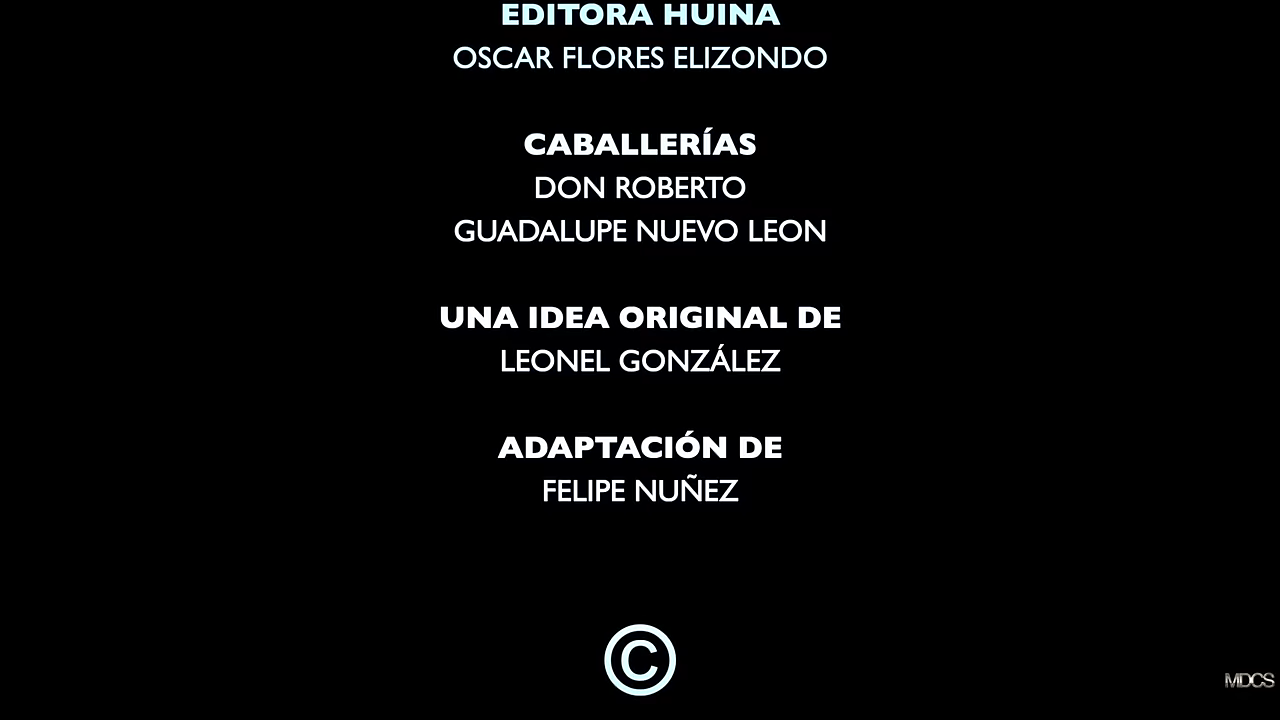 EDITORA HUINA
OSCAR FLORES ELIZONDO
CABALLERÍAS
DON ROBERTO
GUADALUPE NUEVO LEON
UNA IDEA ORIGINAL DE
LEONEL GONZÁLEZ
ADAPTACIÓN DE
FELIPE NUÑEZ
©
MDCS